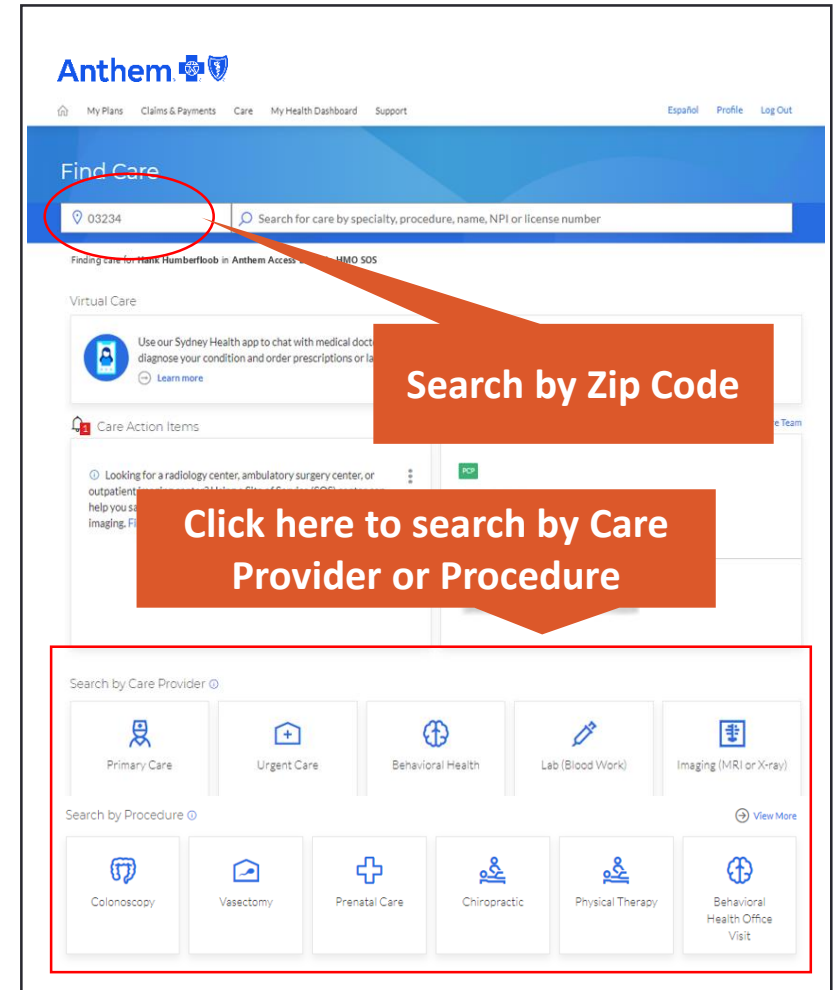 Anthem
My Plans Claims & Payments Care My Health Dashboard Support Español Profile Log Out
Find Care
03234 Search for care by specialty, procedure, name, NPI or license number
Finding care for Hank Humberfloob in Anthem Access HMO SOS
Virtual Care
Use our Sydney Health app to chat with medical
diagnose your condition and order prescriptions or
Learn more
Search by Zip Code
1 Care Action Items Team
PCP
Looking for a radiology center, ambulatory surgery center, or
outpatient
help you
imaging.
Click here to search by Care
Provider or Procedure
Search by Care Provider
Primary Care Urgent Care Behavioral Health Lab (Blood Work) Imaging (MRI or X-ray)
Search by Procedure View More
Colonoscopy Vasectomy Prenatal Care Chiropractic Physical Therapy Behavioral
Health Office
Visit